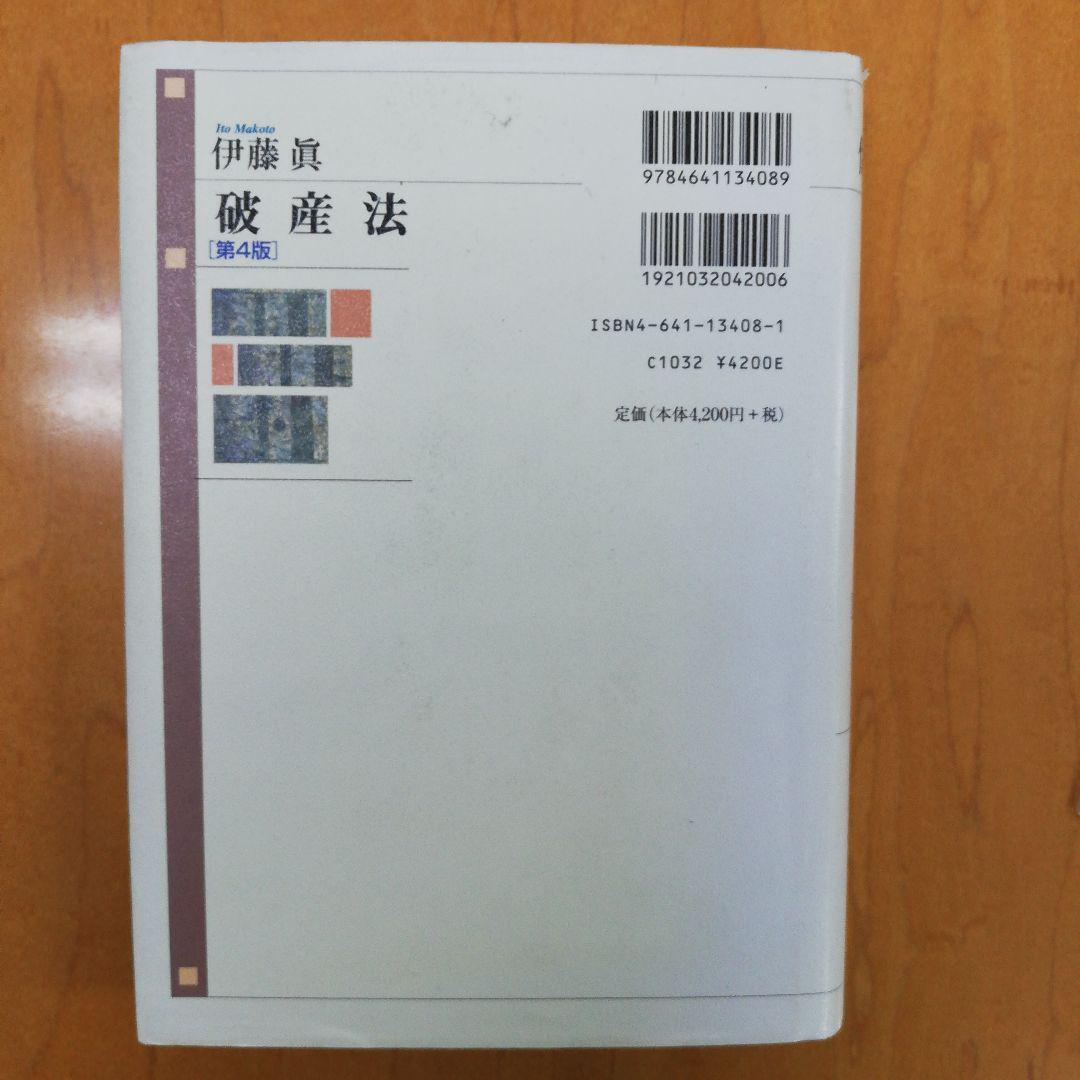 Ito Makoto
伊藤 眞
破産法
[第4版]
9784641134089
1921032042006
ISBN4-641-13408-1
C1032 ¥4200E
定価(本体4,200円+税)